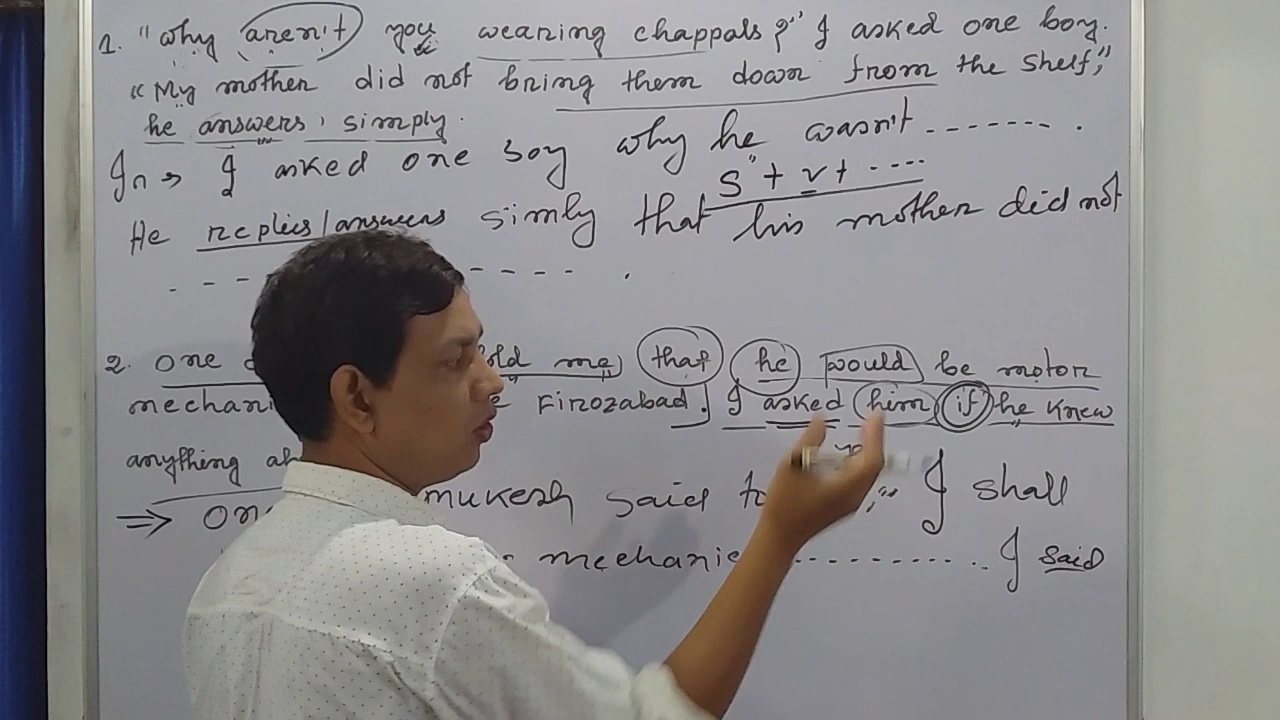 1. "Why aren't you wearing chappals?" I asked one boy.
"My mother did not bring them down from the shelf,"
he answers simply.
In → I asked one boy why he wasn't - - - - - - - .
S + v + ....
He replies/answers simly that his mother did not
- - - - - - - .
2. One told me that he would be motor
mechani Firozabad. I asked him if he knew
anything
⇒ mukesh said to ," I shall
mechanic ............ I said